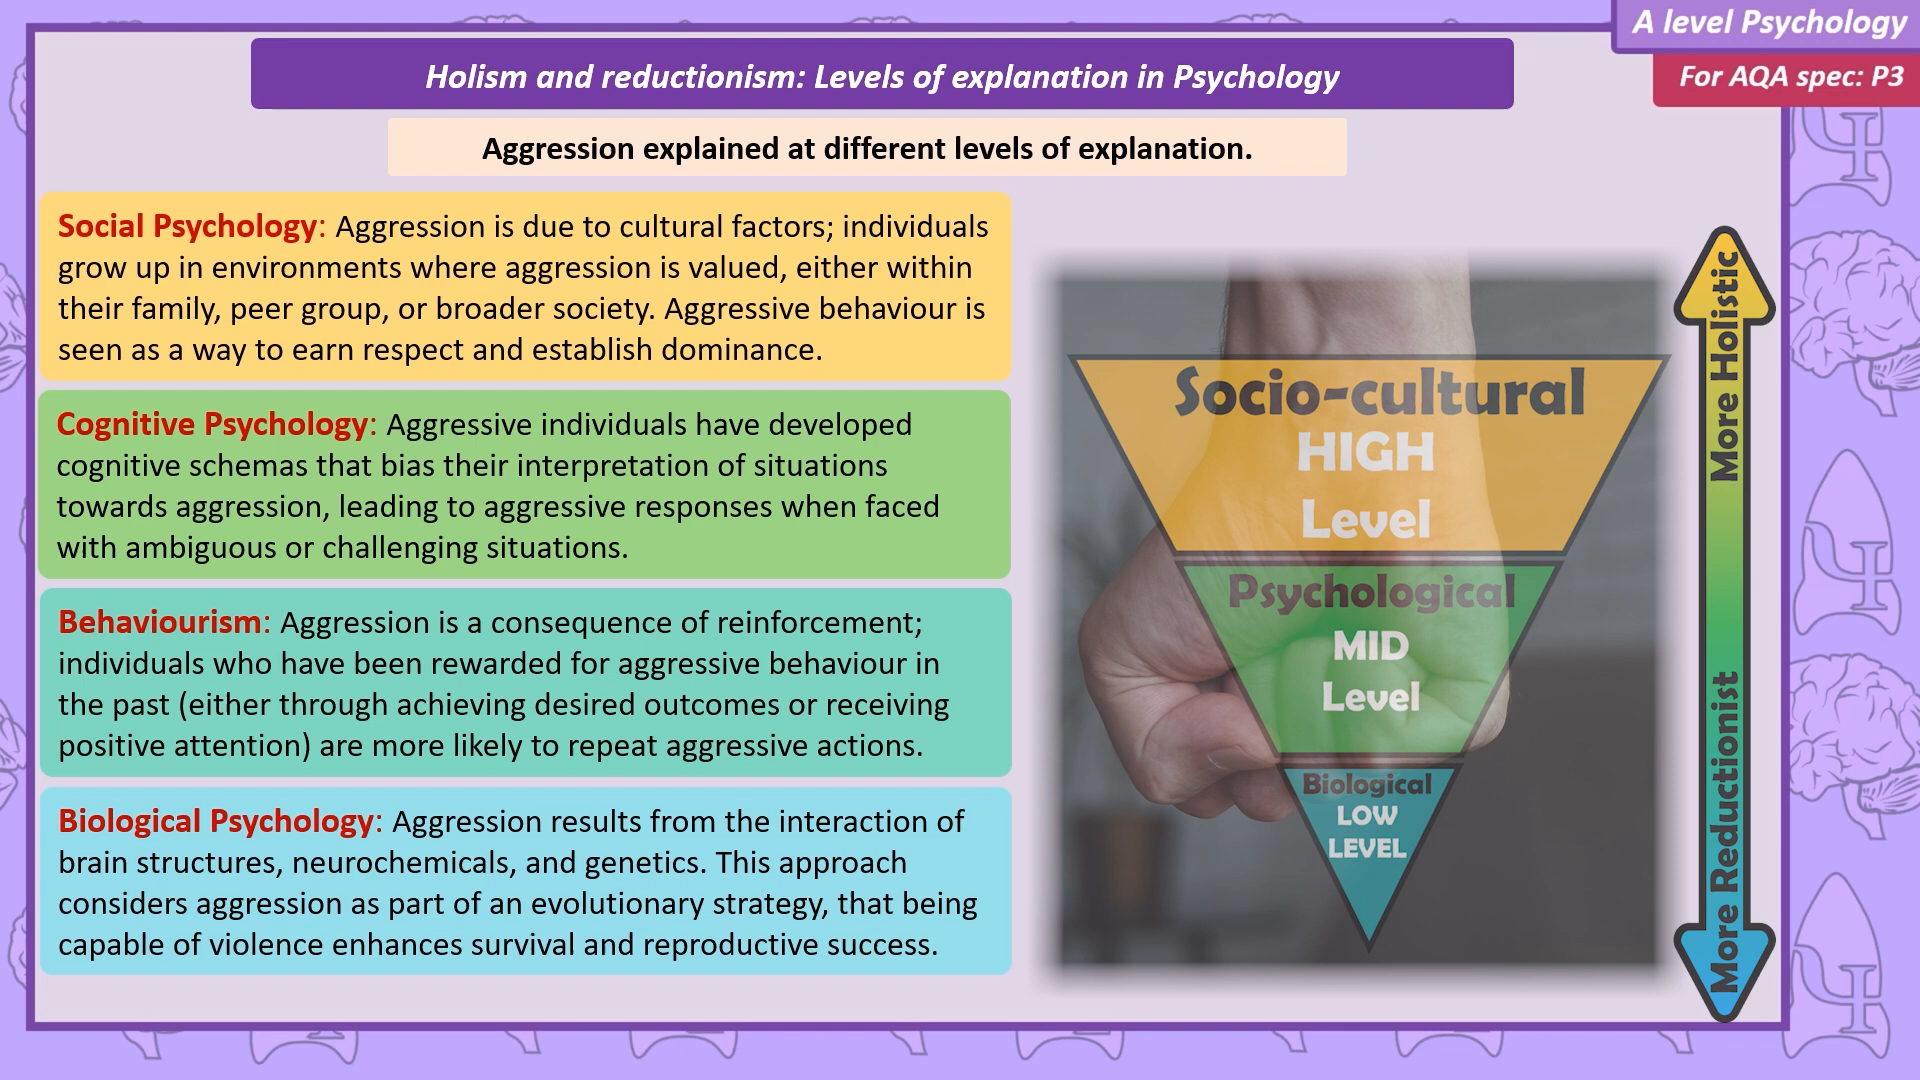 A level Psychology
For AQA spec: P3
Holism and reductionism: Levels of explanation in Psychology
Aggression explained at different levels of explanation.
Social Psychology: Aggression is due to cultural factors; individuals
grow up in environments where aggression is valued, either within
their family, peer group, or broader society. Aggressive behaviour is
seen as a way to earn respect and establish dominance.
Cognitive Psychology: Aggressive individuals have developed
cognitive schemas that bias their interpretation of situations
towards aggression, leading to aggressive responses when faced
with ambiguous or challenging situations.
Behaviourism: Aggression is a consequence of reinforcement;
individuals who have been rewarded for aggressive behaviour in
the past (either through achieving desired outcomes or receiving
positive attention) are more likely to repeat aggressive actions.
Biological Psychology: Aggression results from the interaction of
brain structures, neurochemicals, and genetics. This approach
considers aggression as part of an evolutionary strategy, that being
capable of violence enhances survival and reproductive success.
Socio-cultural
HIGH
Level
Psychological
MID
Level
Biological
LOW
LEVEL
More Holistic
More Reductionist